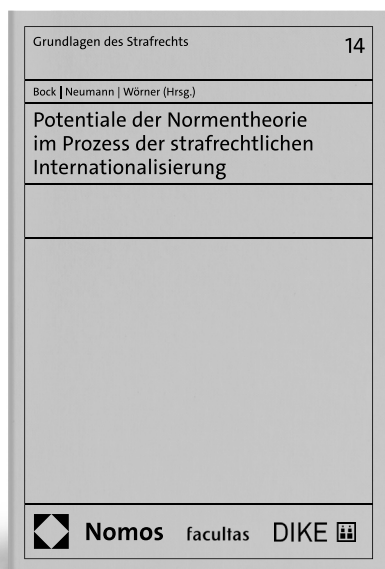 Grundlagen des Strafrechts
14
Bock | Neumann | Wörner (Hrsg.)
Potentiale der Normentheorie
im Prozess der strafrechtlichen
Internationalisierung
Nomos facultas DIKE